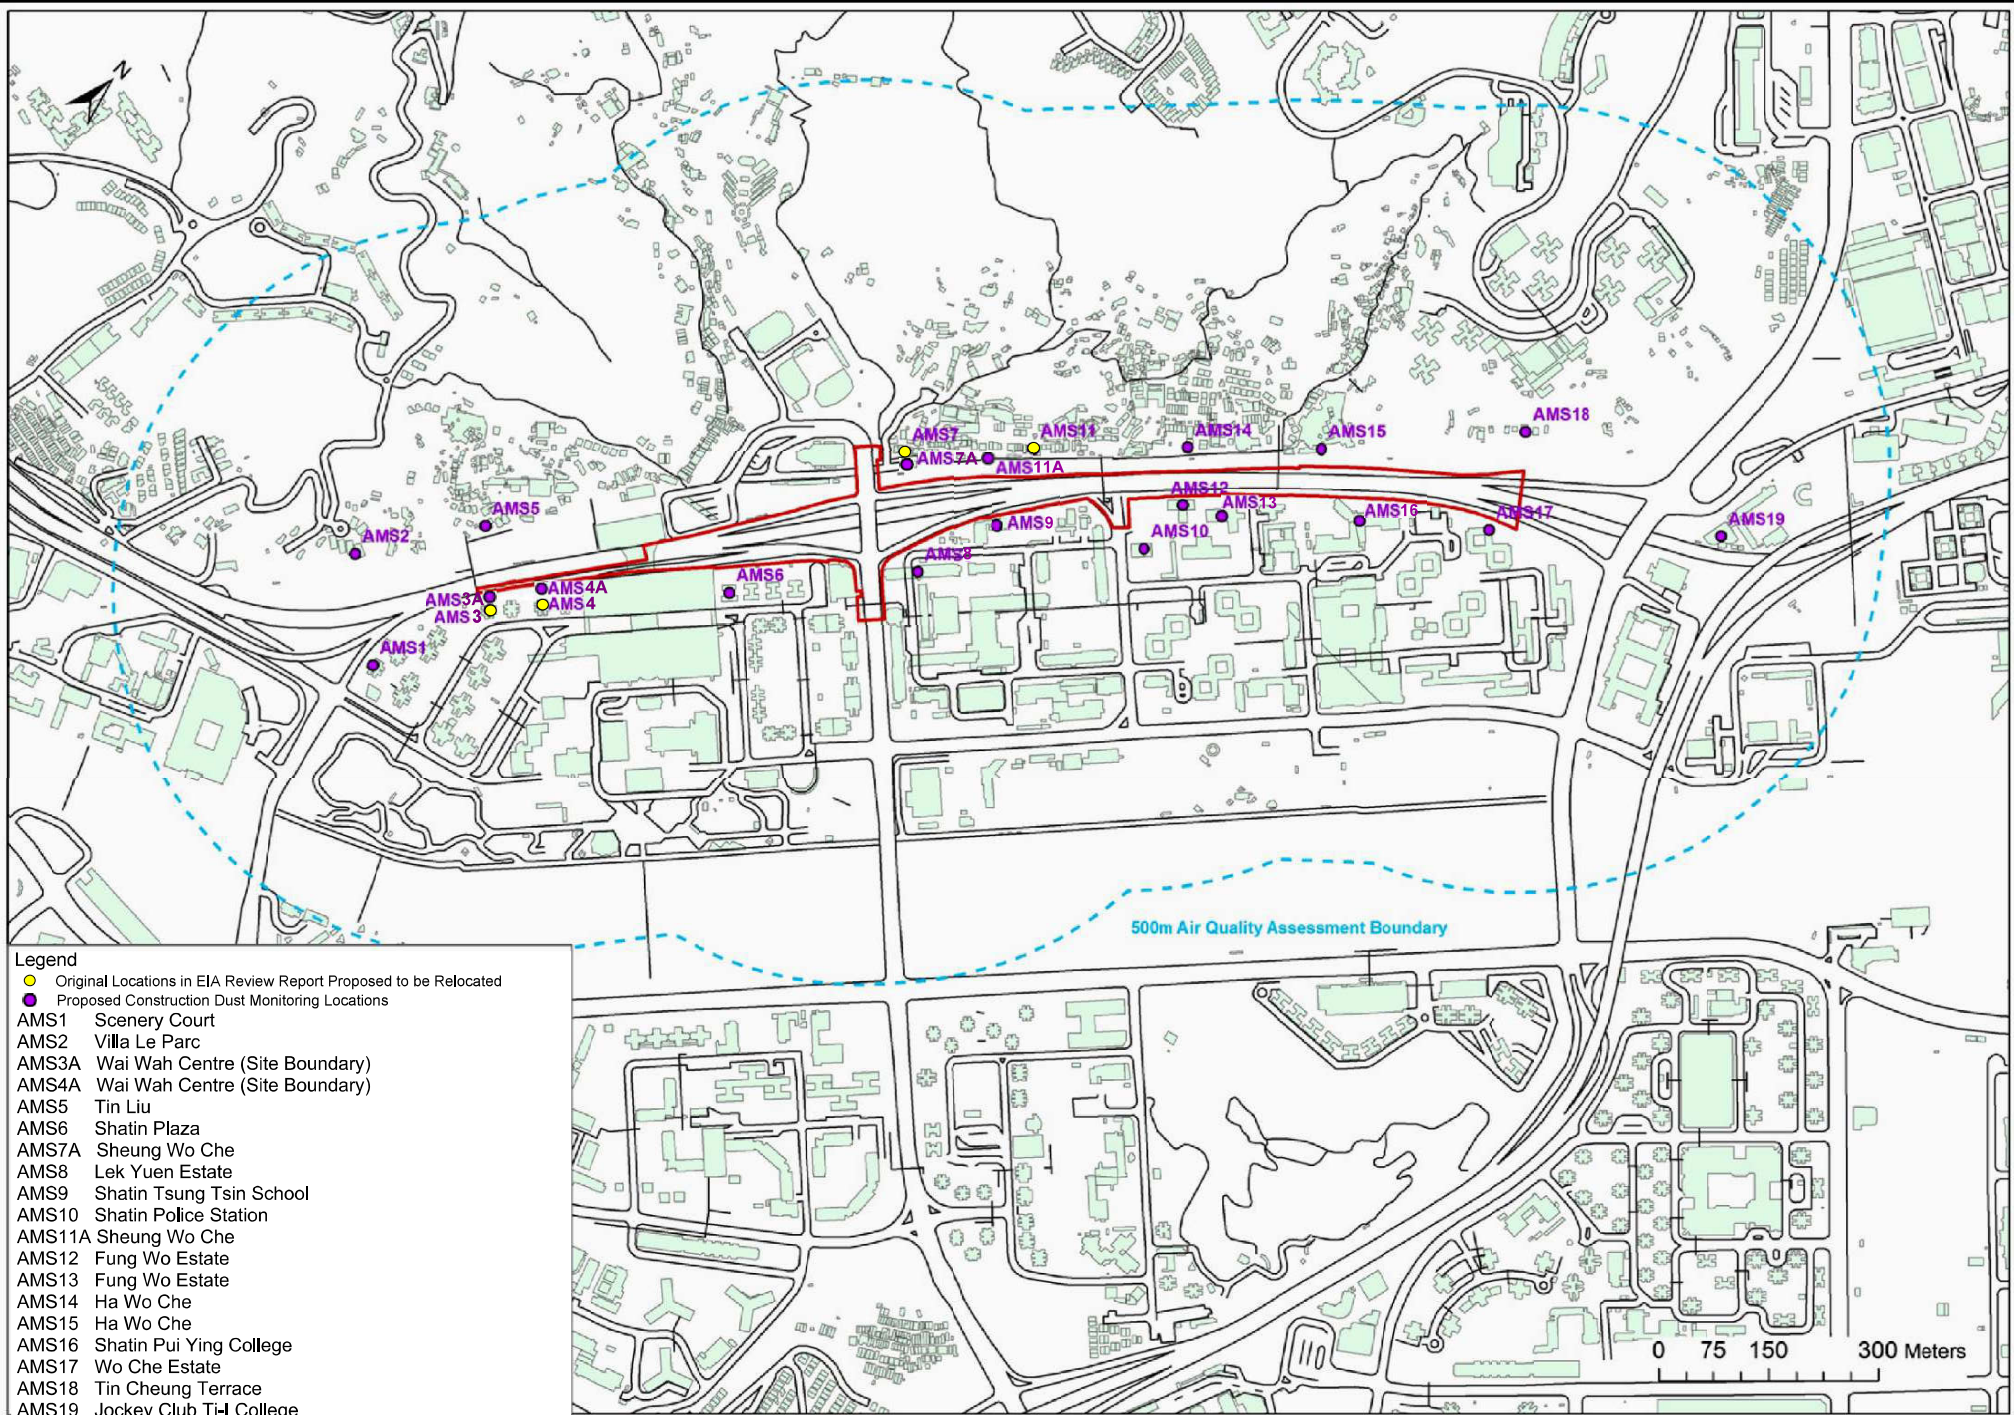 N
AMS18
AMS7
AMS11
AMS14
AMS15
AMS7A
AMS11A
AMS12
AMS13
AMS16
AMS17
AMS19
AMS5
AMS2
AMS9
AMS10
AMS8
AMS6
AMS4A
AMS3A
AMS4
AMS3
AMS1
500m Air Quality Assessment Boundary
Legend
Original Locations in EIA Review Report Proposed to be Relocated
Proposed Construction Dust Monitoring Locations
AMS1 Scenery Court
AMS2 Villa Le Parc
AMS3A Wai Wah Centre (Site Boundary)
AMS4A Wai Wah Centre (Site Boundary)
AMS5 Tin Liu
AMS6 Shatin Plaza
AMS7A Sheung Wo Che
AMS8 Lek Yuen Estate
AMS9 Shatin Tsung Tsin School
AMS10 Shatin Police Station
AMS11A Sheung Wo Che
AMS12 Fung Wo Estate
AMS13 Fung Wo Estate
AMS14 Ha Wo Che
AMS15 Ha Wo Che
AMS16 Shatin Pui Ying College
AMS17 Wo Che Estate
AMS18 Tin Cheung Terrace
AMS19 Jockey Club Ti-I College
0 75 150 300 Meters